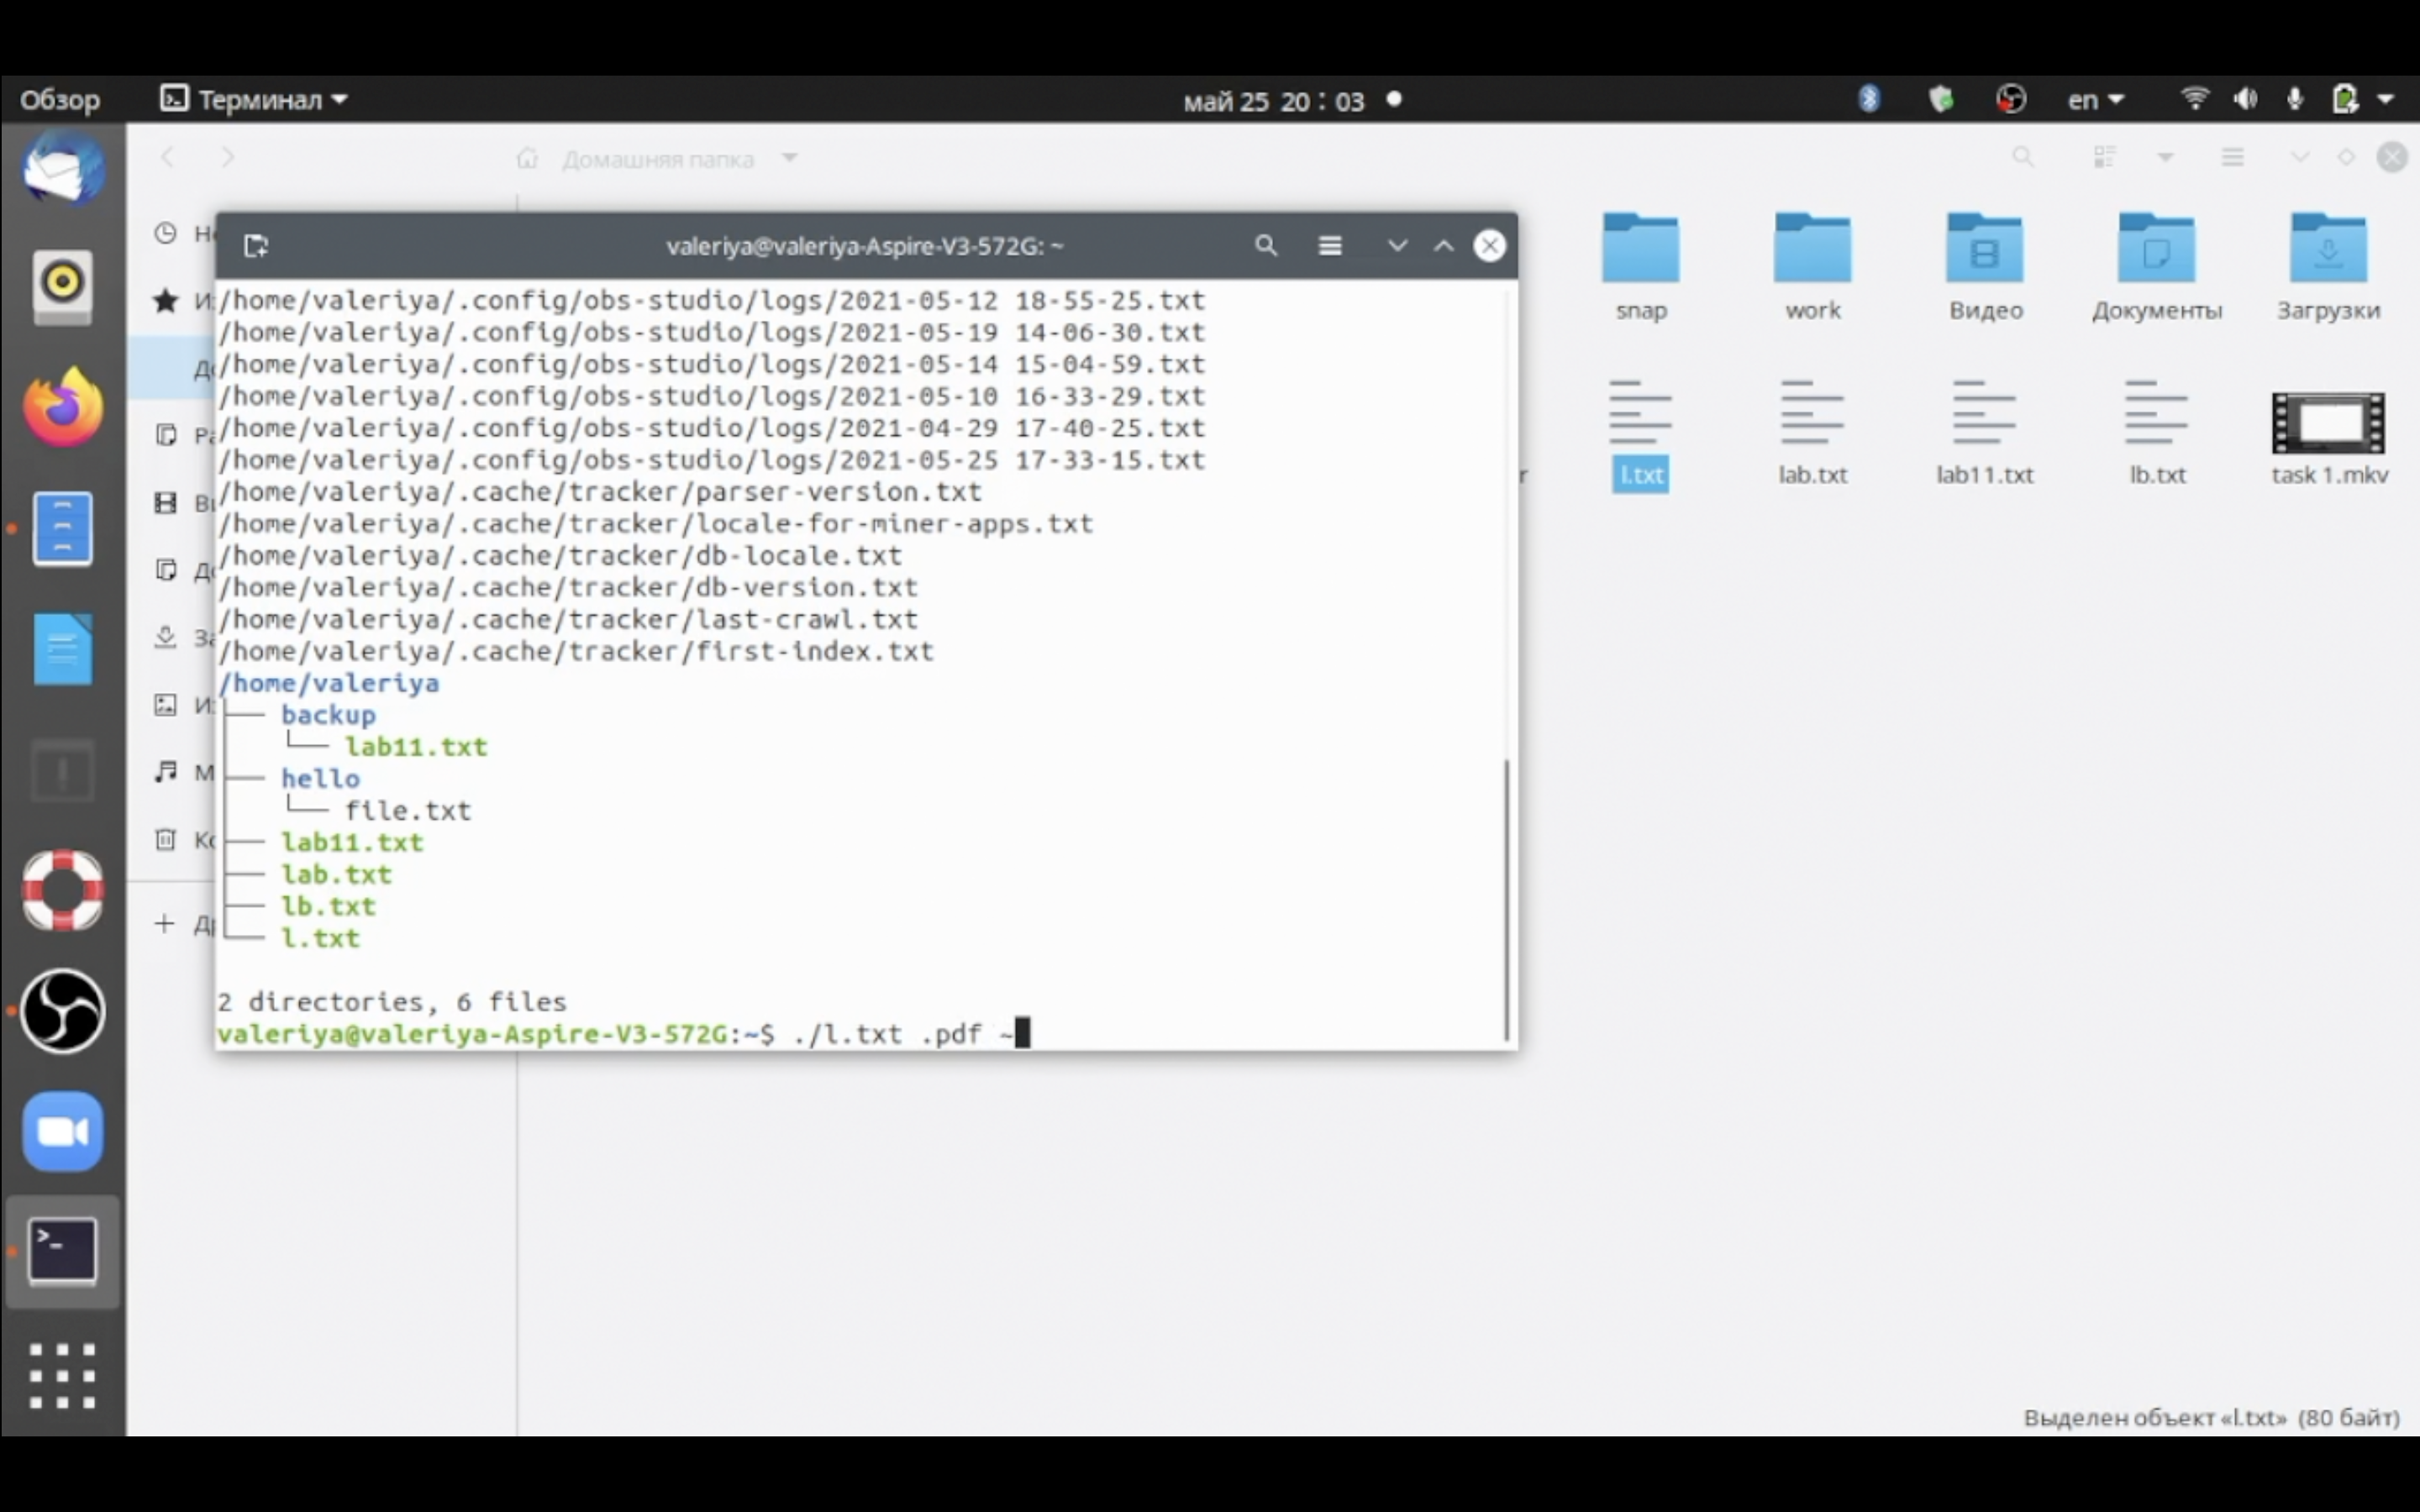 Обзор
Терминал
май 25 20 : 03
en
Домашняя папка
valeriya@valeriya-Aspire-V3-572G: ~
/home/valeriya/.config/obs-studio/logs/2021-05-12 18-55-25.txt
/home/valeriya/.config/obs-studio/logs/2021-05-19 14-06-30.txt
/home/valeriya/.config/obs-studio/logs/2021-05-14 15-04-59.txt
/home/valeriya/.config/obs-studio/logs/2021-05-10 16-33-29.txt
/home/valeriya/.config/obs-studio/logs/2021-04-29 17-40-25.txt
/home/valeriya/.config/obs-studio/logs/2021-05-25 17-33-15.txt
/home/valeriya/.cache/tracker/parser-version.txt
/home/valeriya/.cache/tracker/locale-for-miner-apps.txt
/home/valeriya/.cache/tracker/db-locale.txt
/home/valeriya/.cache/tracker/db-version.txt
/home/valeriya/.cache/tracker/last-crawl.txt
/home/valeriya/.cache/tracker/first-index.txt
/home/valeriya
├── backup
│   └── lab11.txt
├── hello
│   └── file.txt
├── lab11.txt
├── lab.txt
├── lb.txt
└── l.txt
2 directories, 6 files
valeriya@valeriya-Aspire-V3-572G:~$ ./l.txt .pdf ~
snap
work
Видео
Документы
Загрузки
l.txt
lab.txt
lab11.txt
lb.txt
task 1.mkv
Выделен объект «l.txt» (80 байт)